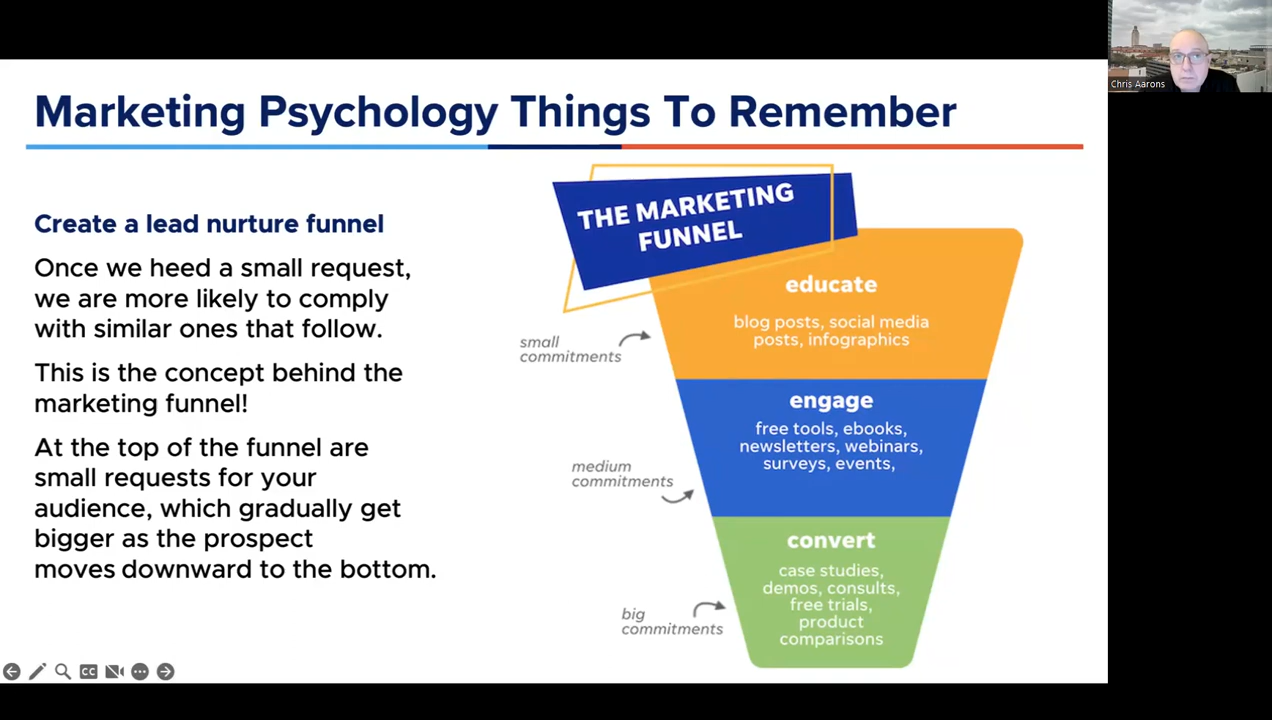 Chris Aarons
Marketing Psychology Things To Remember
Create a lead nurture funnel
Once we heed a small request,
we are more likely to comply
with similar ones that follow.
This is the concept behind the
marketing funnel!
At the top of the funnel are
small requests for your
audience, which gradually get
bigger as the prospect
moves downward to the bottom.
THE MARKETING
FUNNEL
educate
blog posts, social media
posts, infographics
small
commitments
engage
free tools, ebooks,
newsletters, webinars,
surveys, events,
medium
commitments
convert
case studies,
demos, consults,
free trials,
product
comparisons
big
commitments
CC